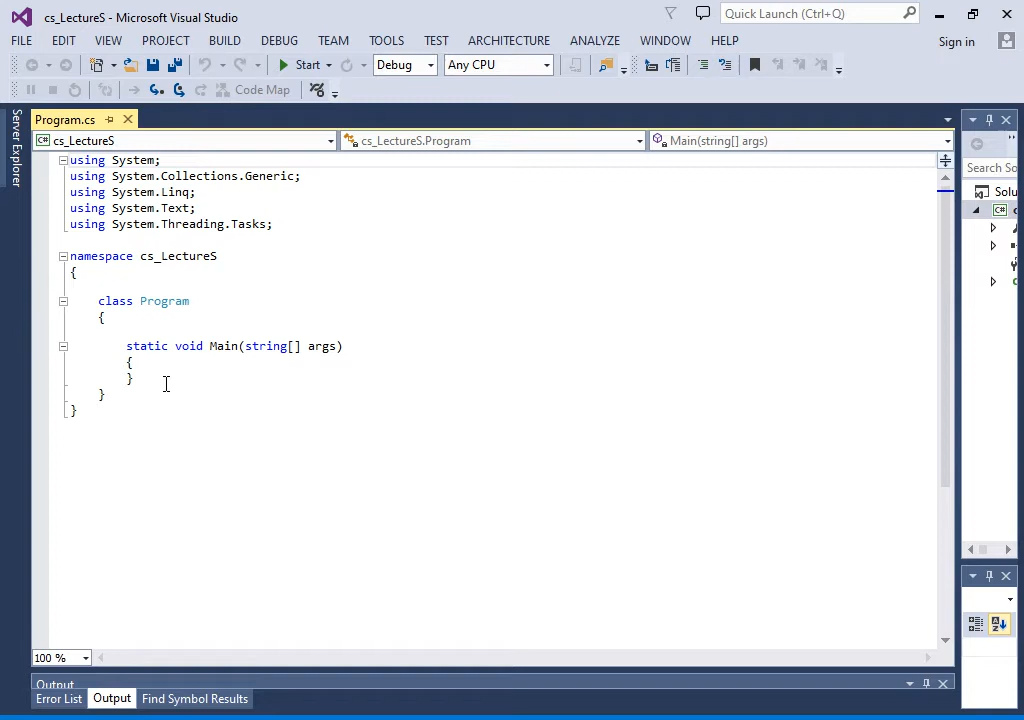 cs_LectureS - Microsoft Visual Studio
Quick Launch (Ctrl+Q)
FILE EDIT VIEW PROJECT BUILD DEBUG TEAM TOOLS TEST ARCHITECTURE ANALYZE WINDOW HELP
Sign in
Start Debug Any CPU
Code Map
Server Explorer
Program.cs
C# cs_LectureS
cs_LectureS.Program
Main(string[] args)
using System;
using System.Collections.Generic;
using System.Linq;
using System.Text;
using System.Threading.Tasks;
namespace cs_LectureS
{
class Program
{
static void Main(string[] args)
{
}
}
}
Search So
Solu
C#
100 %
Output
Error List Output Find Symbol Results